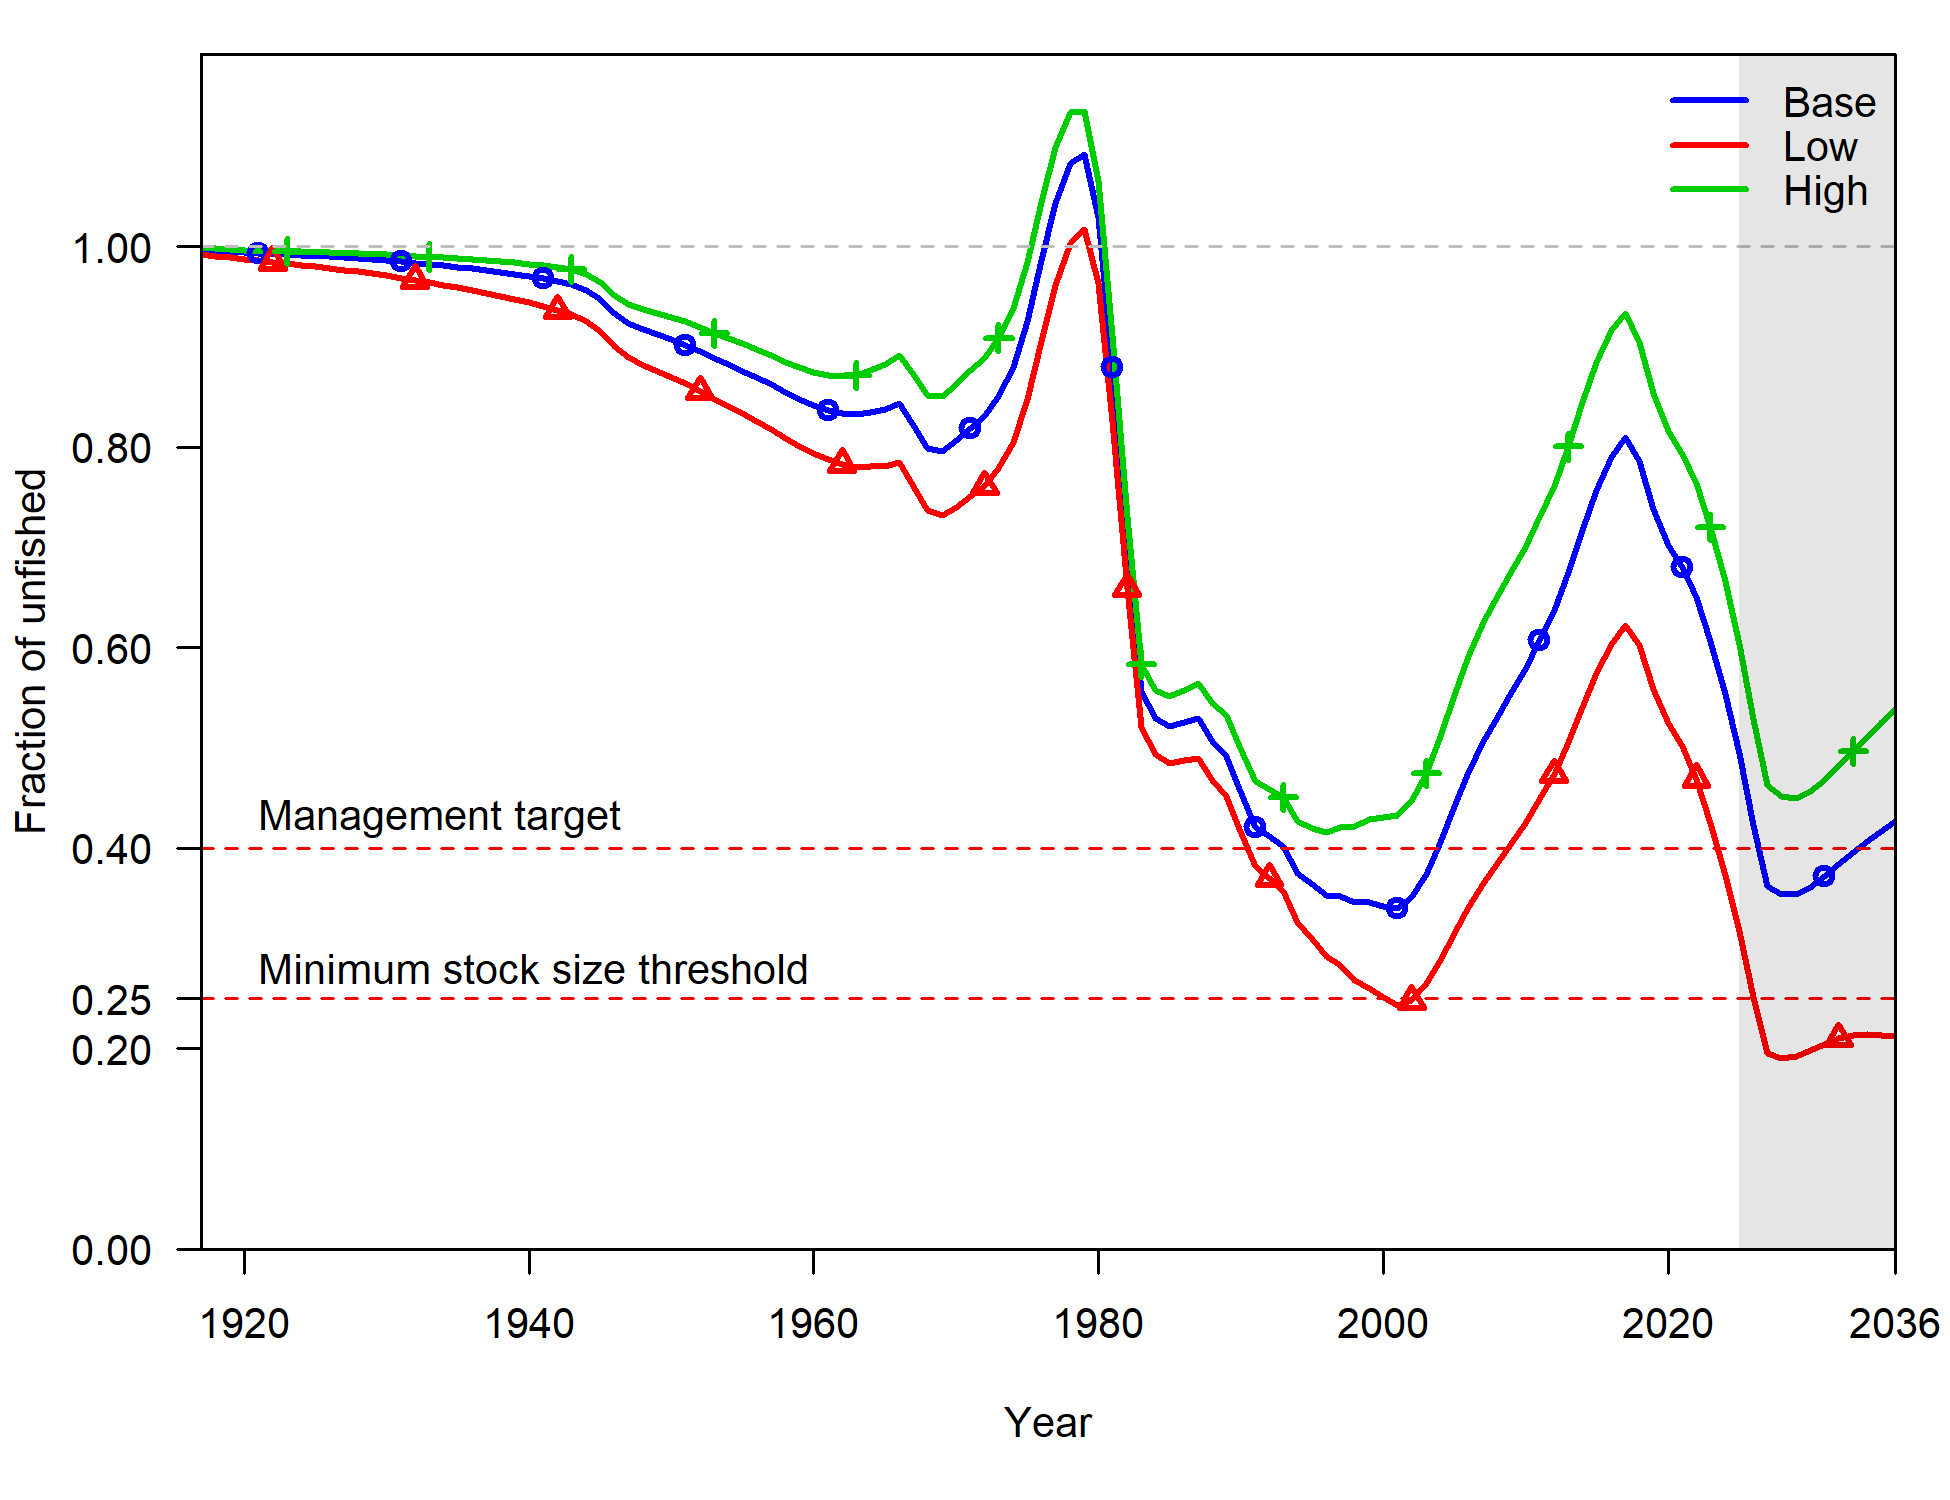 Base
Low
High
1.00
0.80
0.60
0.40
0.25
0.20
0.00
Fraction of unfished
Management target
Minimum stock size threshold
1920
1940
1960
1980
2000
2020
2036
Year